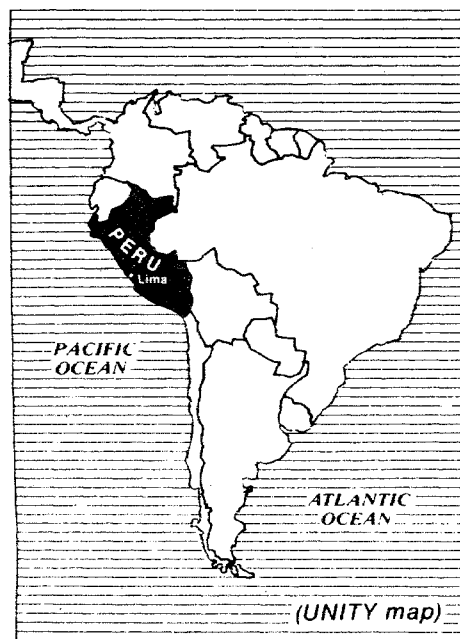 PERU
Lima
PACIFIC
OCEAN
ATLANTIC
OCEAN
(UNITY map)